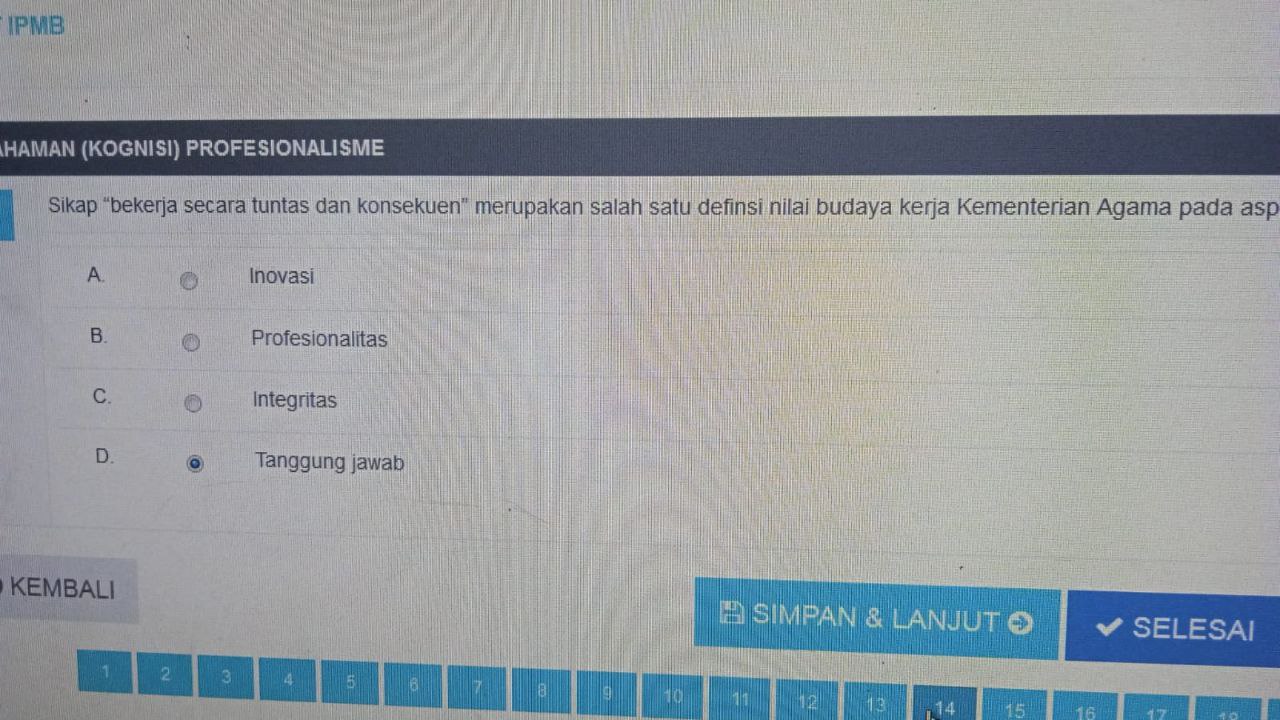 IPMB
AHAMAN (KOGNISI) PROFESIONALISME
Sikap “bekerja secara tuntas dan konsekuen” merupakan salah satu definsi nilai budaya kerja Kementerian Agama pada asp
A. Inovasi
B. Profesionalitas
C. Integritas
D. Tanggung jawab
KEMBALI
SIMPAN & LANJUT
SELESAI
1 2 3 4 5 6 7 8 9 10 11 12 13 14 15 16 17 18